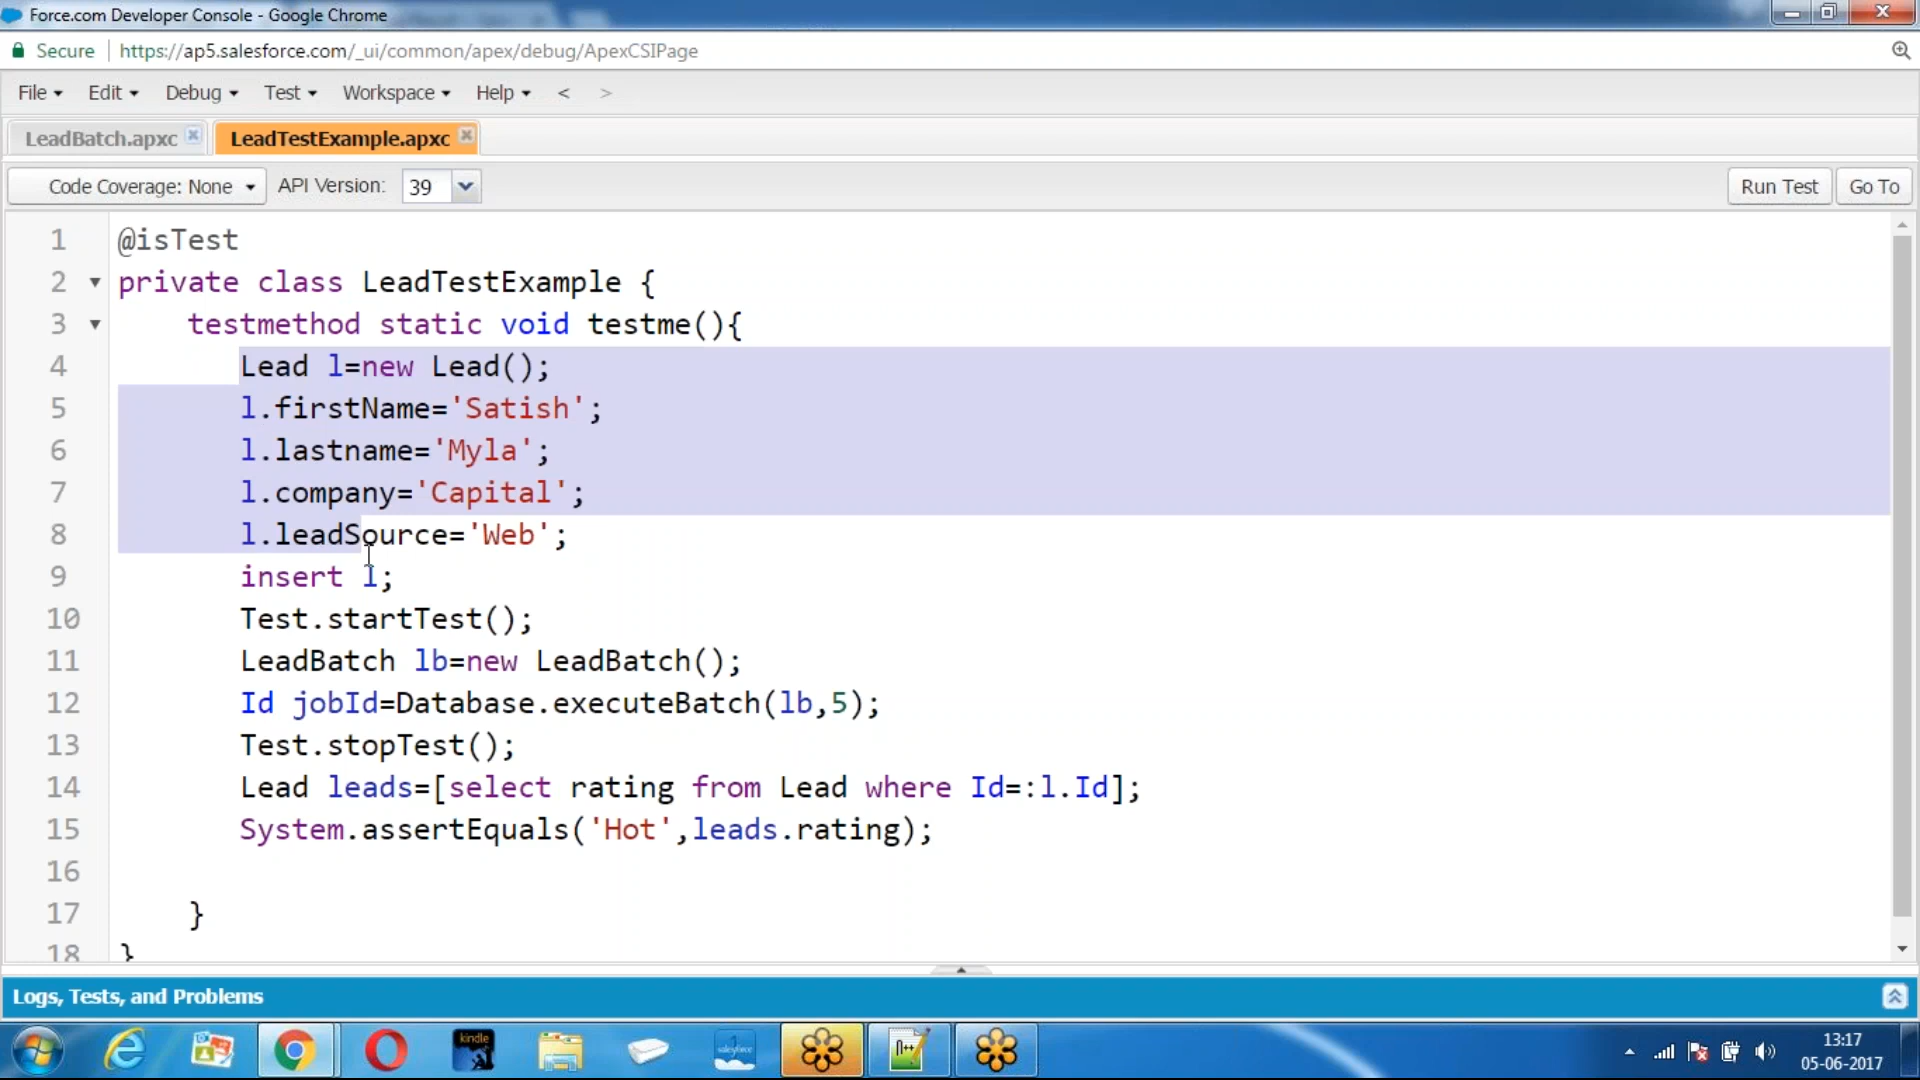 Force.com Developer Console - Google Chrome
Secure https://ap5.salesforce.com/_ui/common/apex/debug/ApexCSIPage
File Edit Debug Test Workspace Help < >
LeadBatch.apxc LeadTestExample.apxc
Code Coverage: None API Version: 39 Run Test Go To
1 @isTest
2 private class LeadTestExample {
3 testmethod static void testme(){
4 Lead l=new Lead();
5 l.firstName='Satish';
6 l.lastname='Myla';
7 l.company='Capital';
8 l.leadSource='Web';
9 insert l;
10 Test.startTest();
11 LeadBatch lb=new LeadBatch();
12 Id jobId=Database.executeBatch(lb,5);
13 Test.stopTest();
14 Lead leads=[select rating from Lead where Id=:l.Id];
15 System.assertEquals('Hot',leads.rating);
16
17 }
18 }
Logs, Tests, and Problems
kindle
salesforce
n++
13:17
05-06-2017